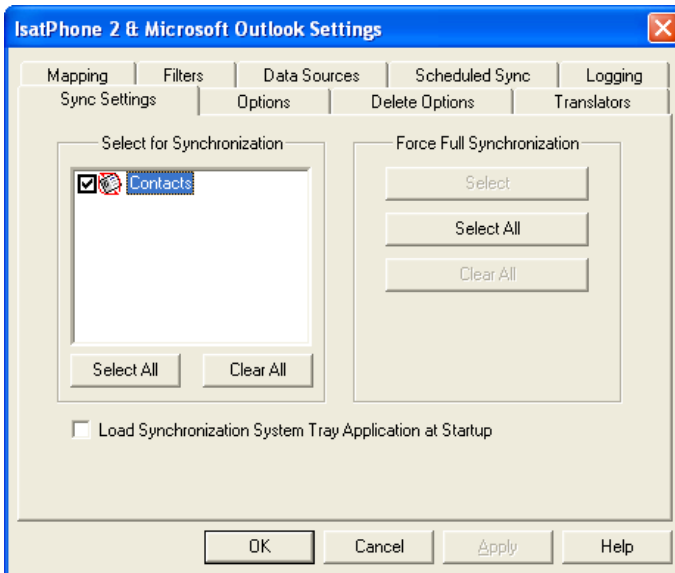 IsatPhone 2 & Microsoft Outlook Settings
Mapping Filters Data Sources Scheduled Sync Logging
Sync Settings Options Delete Options Translators
Select for Synchronization
Contacts
Select All Clear All
Force Full Synchronization
Select
Select All
Clear All
Load Synchronization System Tray Application at Startup
OK Cancel Apply Help